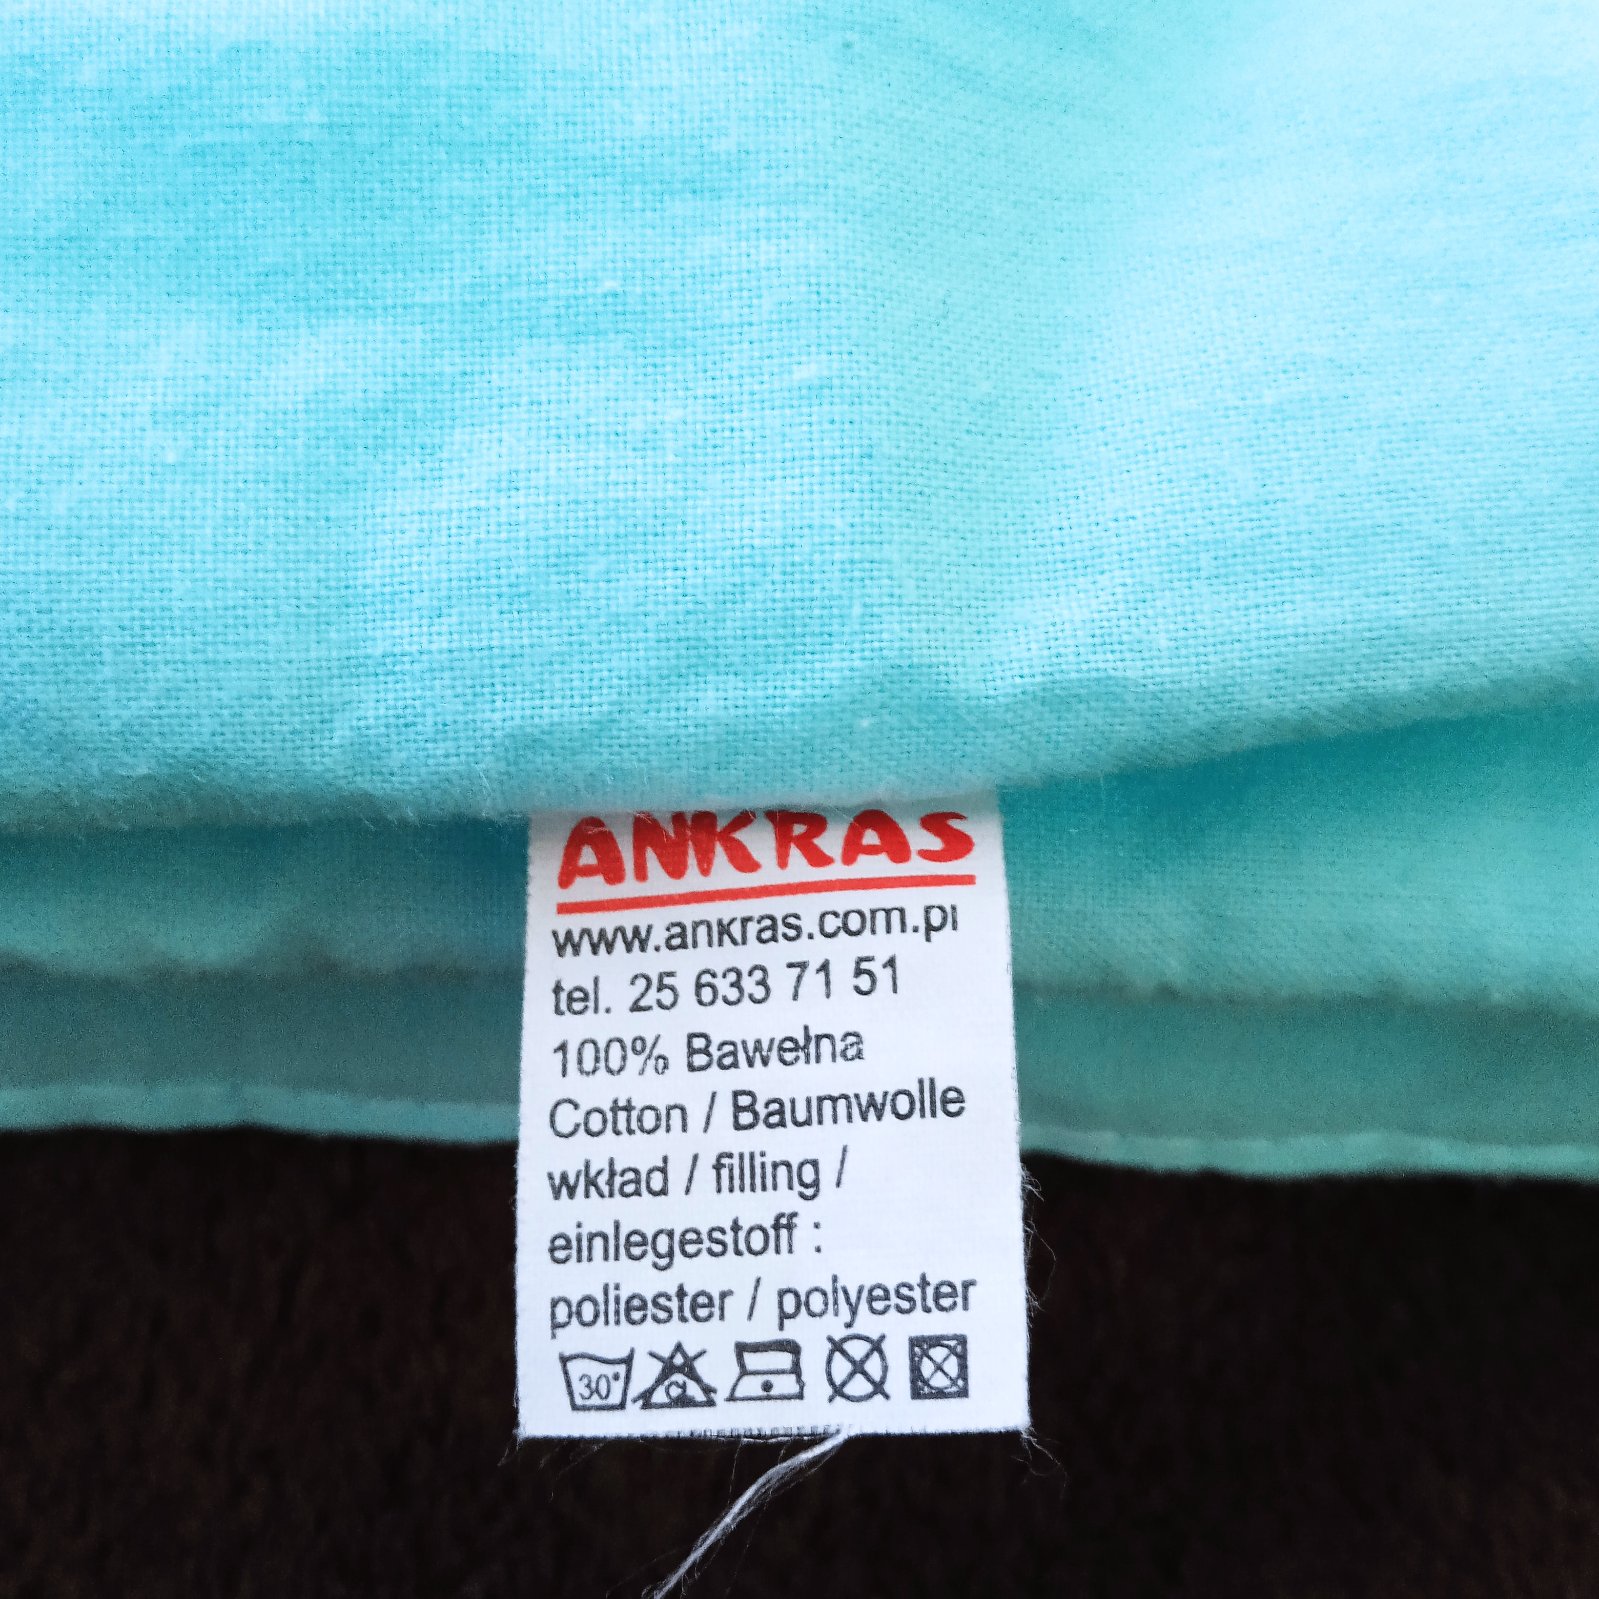 ANKRAS
www.ankras.com.pl
tel. 25 633 71 51
100% Bawełna
Cotton / Baumwolle
wkład / filling /
einlegestoff :
poliester / polyester
30° CL